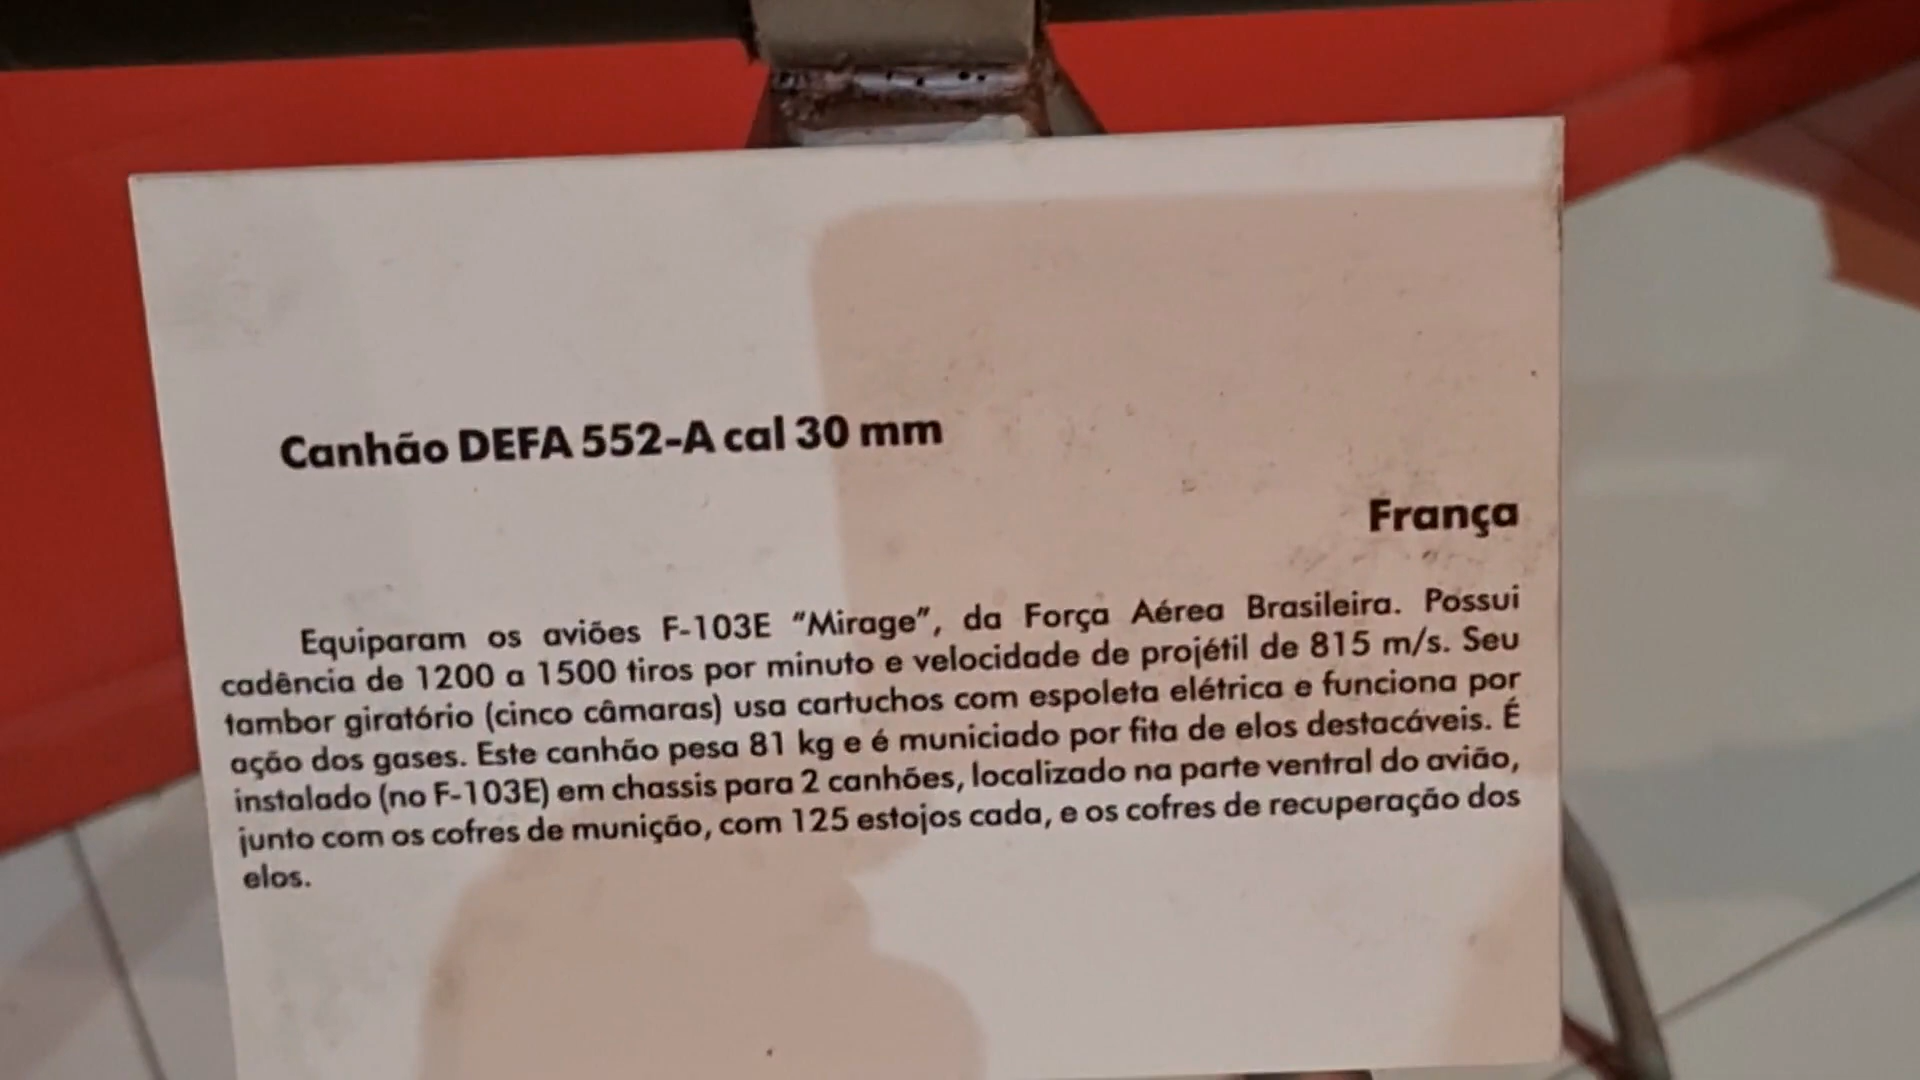 Canhão DEFA 552-A cal 30 mm
França
Equiparam os aviões F-103E “Mirage”, da Força Aérea Brasileira. Possui
cadência de 1200 a 1500 tiros por minuto e velocidade de projétil de 815 m/s. Seu
tambor giratório (cinco câmaras) usa cartuchos com espoleta elétrica e funciona por
ação dos gases. Este canhão pesa 81 kg e é municiado por fita de elos destacáveis. É
instalado (no F-103E) em chassis para 2 canhões, localizado na parte ventral do avião,
junto com os cofres de munição, com 125 estojos cada, e os cofres de recuperação dos
elos.